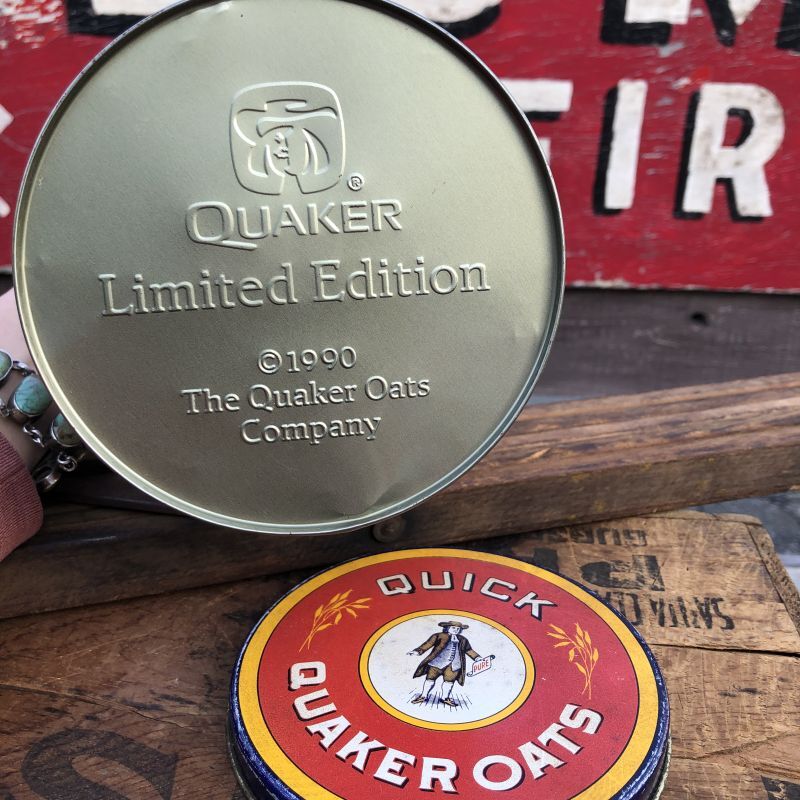 FIR
®
QUAKER
Limited Edition
© 1990
The Quaker Oats
Company
QUICK
PURE
QUAKER OATS